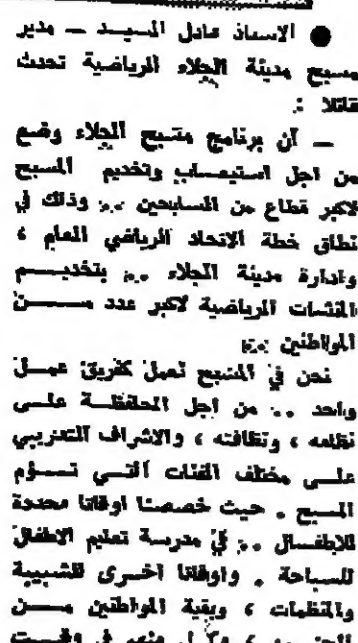 ● الاستاذ عادل السيد — مدير
مسبح مدينة الجلاء الرياضية تحدث
قائلا :
— ان برنامج مسبح الجلاء وضع
من اجل استيعاب وتخديم المسبح
لاكبر قطاع من السابحين .. وذلك في
نطاق خطة الاتحاد الرياضي العام ،
وادارة مدينة الجلاء .. بتخديم
المنشآت الرياضية لاكبر عدد من
المواطنين ..
نحن في المسبح نعمل كفريق عمل
واحد .. من اجل المحافظة على
نظامه ، ونظافته ، والاشراف التدريبي
على مختلف الفئات التي تؤم
المسبح . حيث خصصنا اوقاتا محددة
للاطفال .. في مدرسة تعليم الاطفال
للسباحة . واوقاتا اخرى للشبيبة
والمنظمات ، وبقية المواطنين من
في وقت